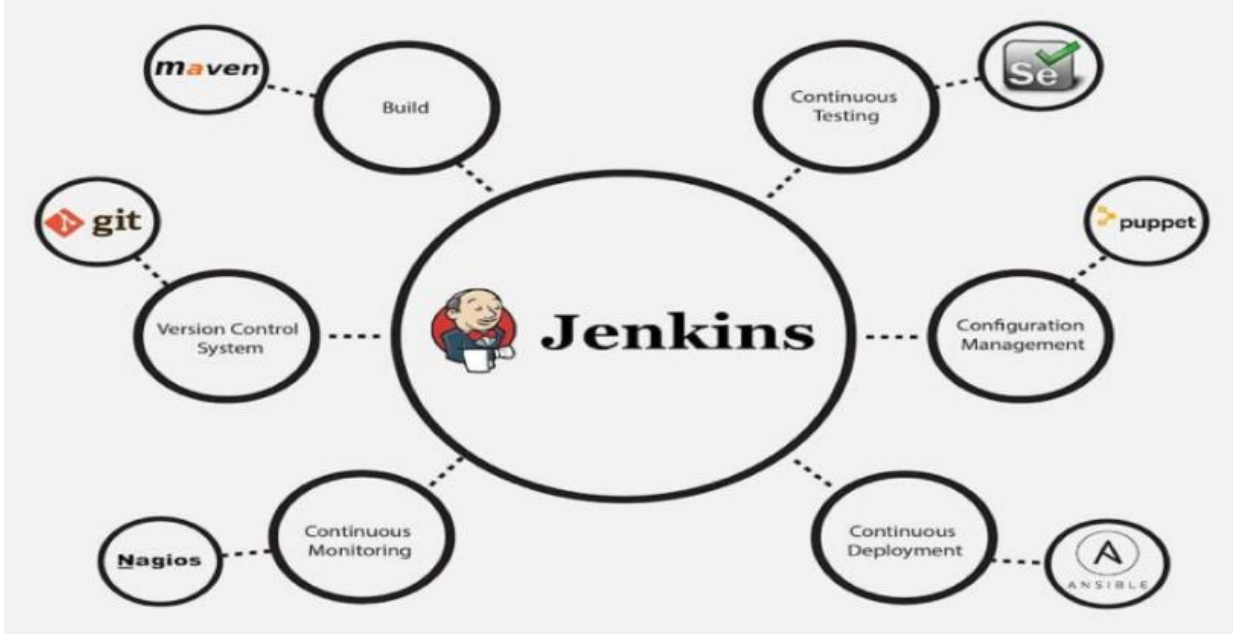 maven
Build
Continuous
Testing
Se
git
Version Control
System
Jenkins
Configuration
Management
puppet
Nagios
Continuous
Monitoring
Continuous
Deployment
A
ANSIBLE